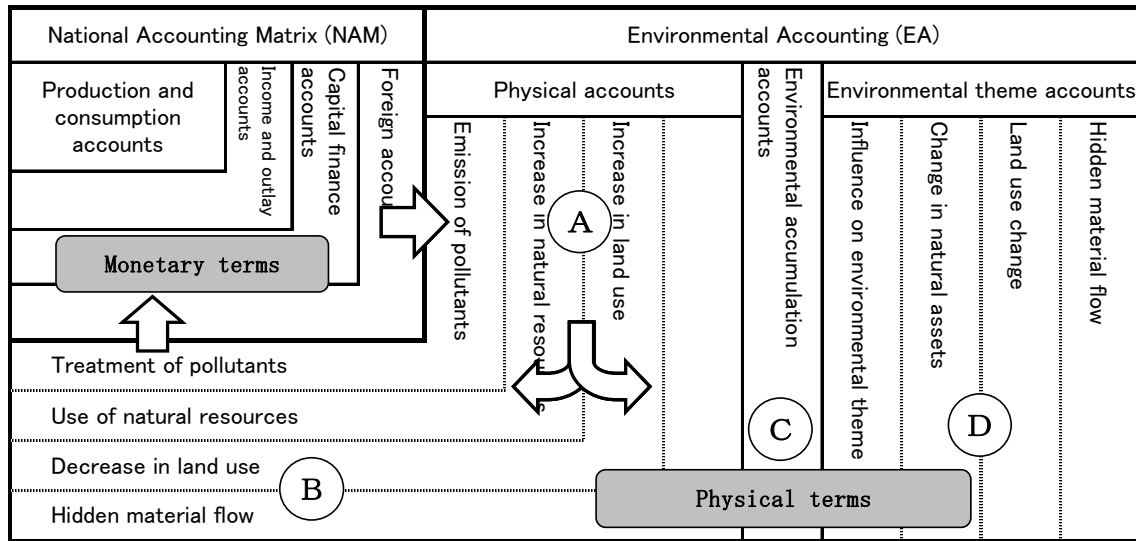 National Accounting Matrix (NAM)
Environmental Accounting (EA)
Production and
consumption
accounts
Income and outlay
accounts
Capital finance
accounts
Foreign accou
Physical accounts
Emission of pollutants
Increase in natural resou
s
Increase in land use
Environmental accumulation
accounts
Environmental theme accounts
Influence on environmental theme
Change in natural assets
Land use change
Hidden material flow
A
Monetary terms
Treatment of pollutants
Use of natural resources
Decrease in land use
Hidden material flow
B
C
D
Physical terms